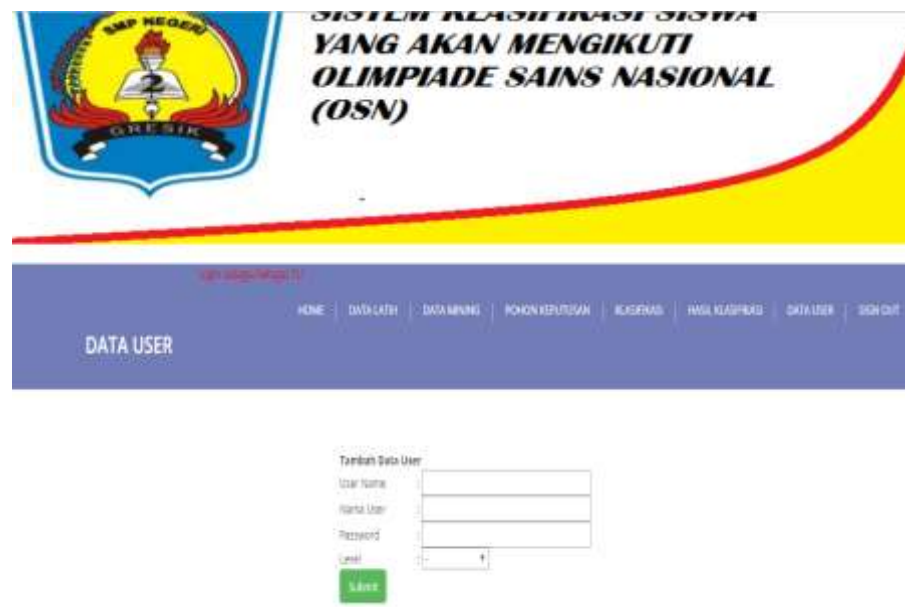 SISTEM KLASIFIKASI SISWA
YANG AKAN MENGIKUTI
OLIMPIADE SAINS NASIONAL
(OSN)
SMP NEGERI
2
GRESIK
HOME
DATA LATIH
DATA MINING
POHON KEPUTUSAN
KLASIFIKASI
HASIL KLASIFIKASI
DATA USER
SIGN OUT
DATA USER
Tambah Data User
User Name :
Nama User :
Password :
Level : -
Submit